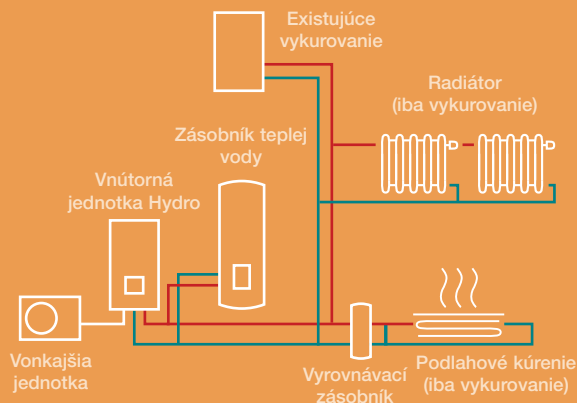 Existujúce
vykurovanie
Radiátor
(iba vykurovanie)
Zásobník teplej
vody
Vnútorná
jednotka Hydro
Vonkajšia
jednotka
Vyrovnávací
zásobník
Podlahové kúrenie
(iba vykurovanie)